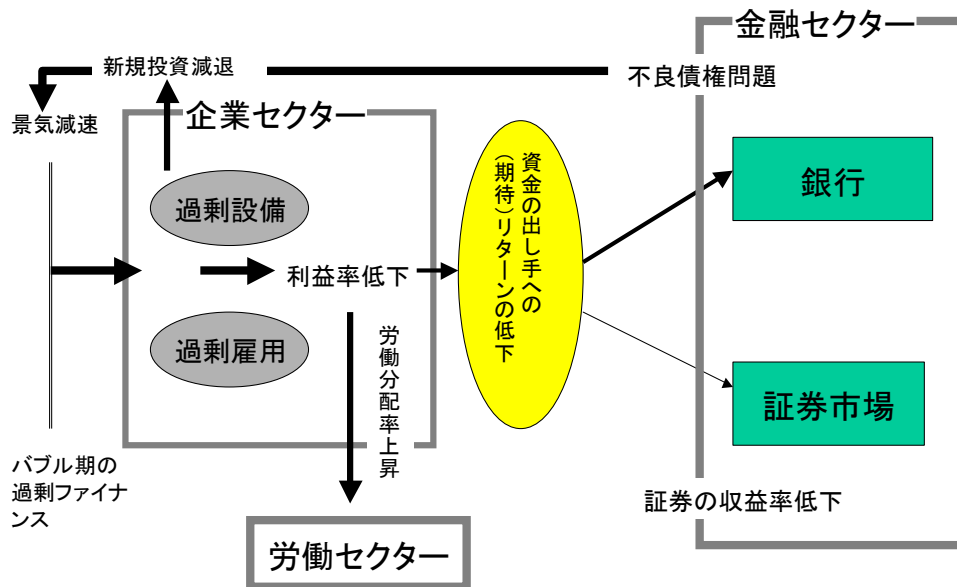 金融セクター
新規投資減退
不良債権問題
景気減速
企業セクター
過剰設備
銀行
資金の出し手への
(期待)リターンの低下
利益率低下
過剰雇用
労働分配率上昇
証券市場
バブル期の
過剰ファイナ
ンス
証券の収益率低下
労働セクター